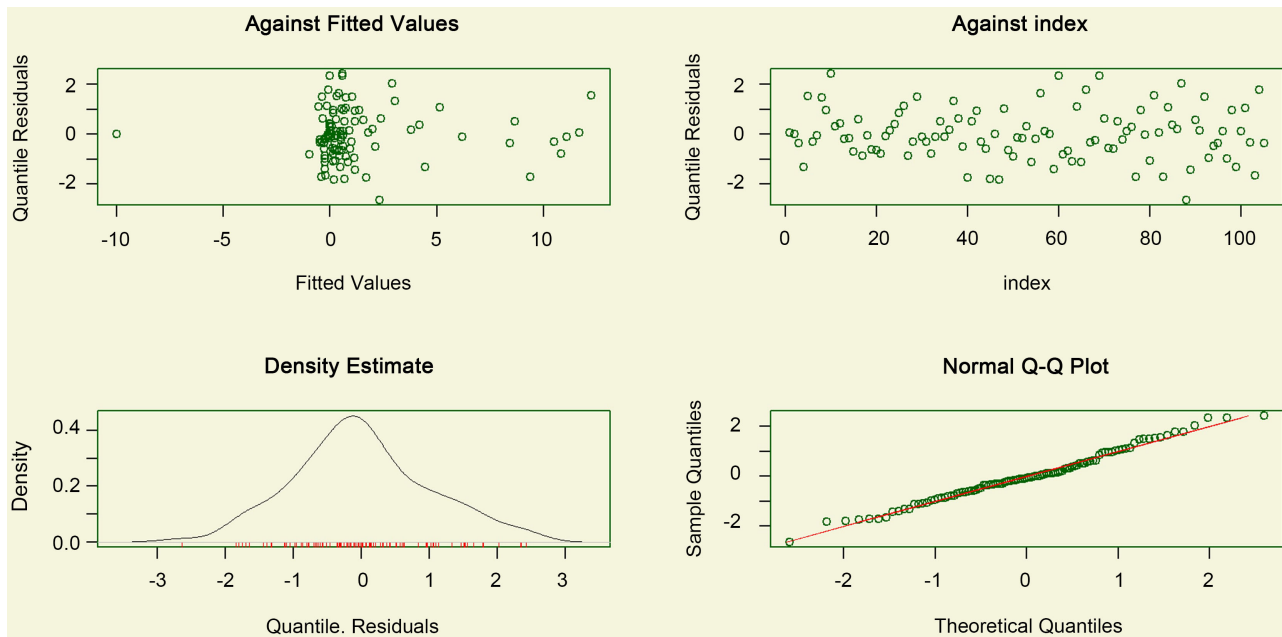 Against Fitted Values
Quantile Residuals
2
0
-2
-10
-5
0
5
10
Fitted Values
Against index
Quantile Residuals
2
0
-2
0
20
40
60
80
100
index
Density Estimate
Density
0.4
0.2
0.0
-3
-2
-1
0
1
2
3
Quantile. Residuals
Normal Q-Q Plot
Sample Quantiles
2
0
-2
-2
-1
0
1
2
Theoretical Quantiles